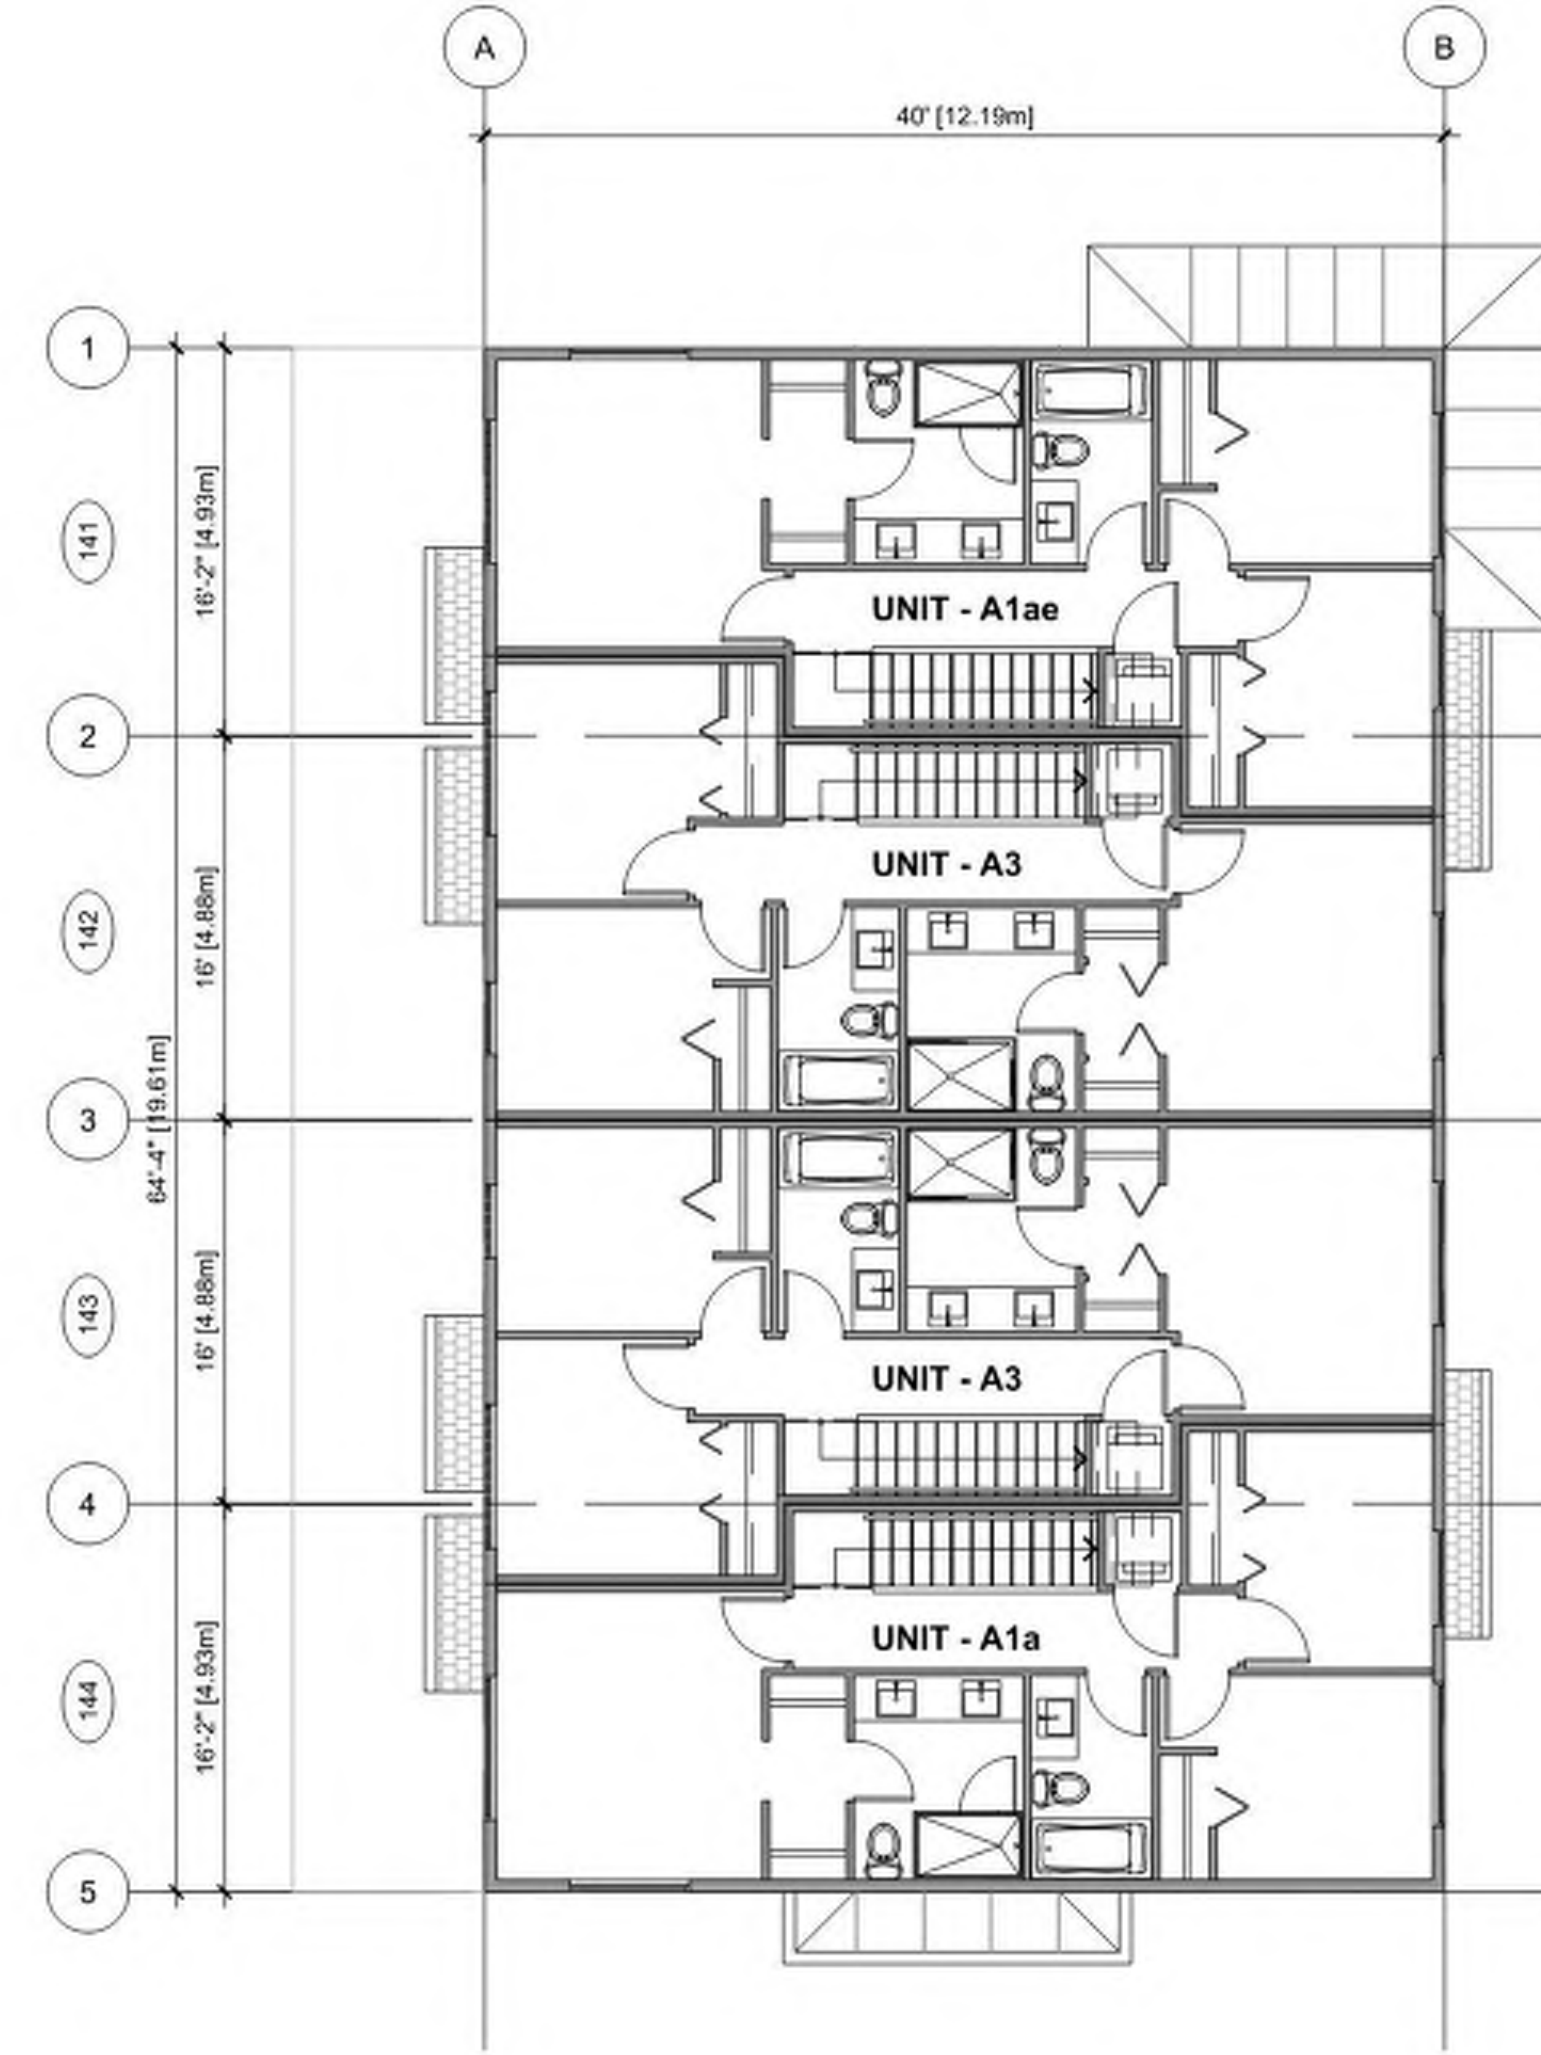 A
B
40' [12.19m]
1
141
16'-2" [4.93m]
UNIT - A1ae
2
142
16' [4.88m]
UNIT - A3
3
64'-4" [19.61m]
143
16' [4.88m]
UNIT - A3
4
144
16'-2" [4.93m]
UNIT - A1a
5